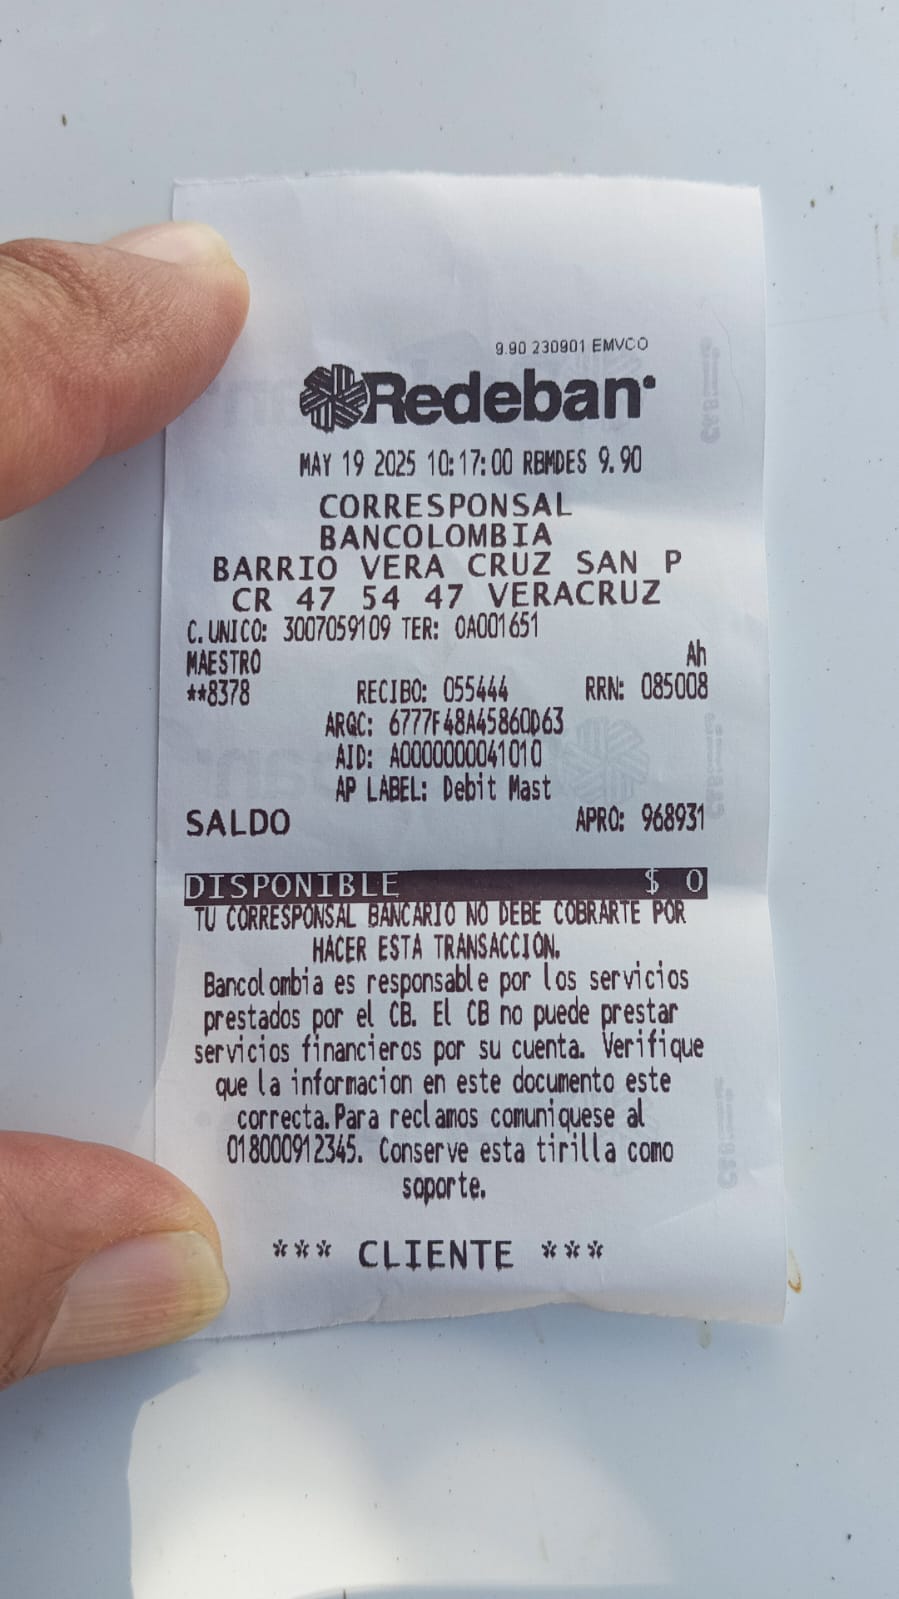 9.90 230901 EMVCO
Redeban
MAY 19 2025 10:17:00 RBMDES 9.90
CORRESPONSAL
BANCOLOMBIA
BARRIO VERA CRUZ SAN P
CR 47 54 47 VERACRUZ
C.UNICO: 3007059109 TER: 0A001651
MAESTRO Ah
**8378 RECIBO: 055444 RRN: 085008
ARQC: 6777F48A45860D63
AID: A0000000041010
AP LABEL: Debit Mast
SALDO APRO: 968931
DISPONIBLE $ 0
TU CORRESPONSAL BANCARIO NO DEBE COBRARTE POR
HACER ESTA TRANSACCIÓN.
Bancolombia es responsable por los servicios
prestados por el CB. El CB no puede prestar
servicios financieros por su cuenta. Verifique
que la informacion en este documento este
correcta.Para reclamos comuniquese al
018000912345. Conserve esta tirilla como
soporte.
*** CLIENTE ***